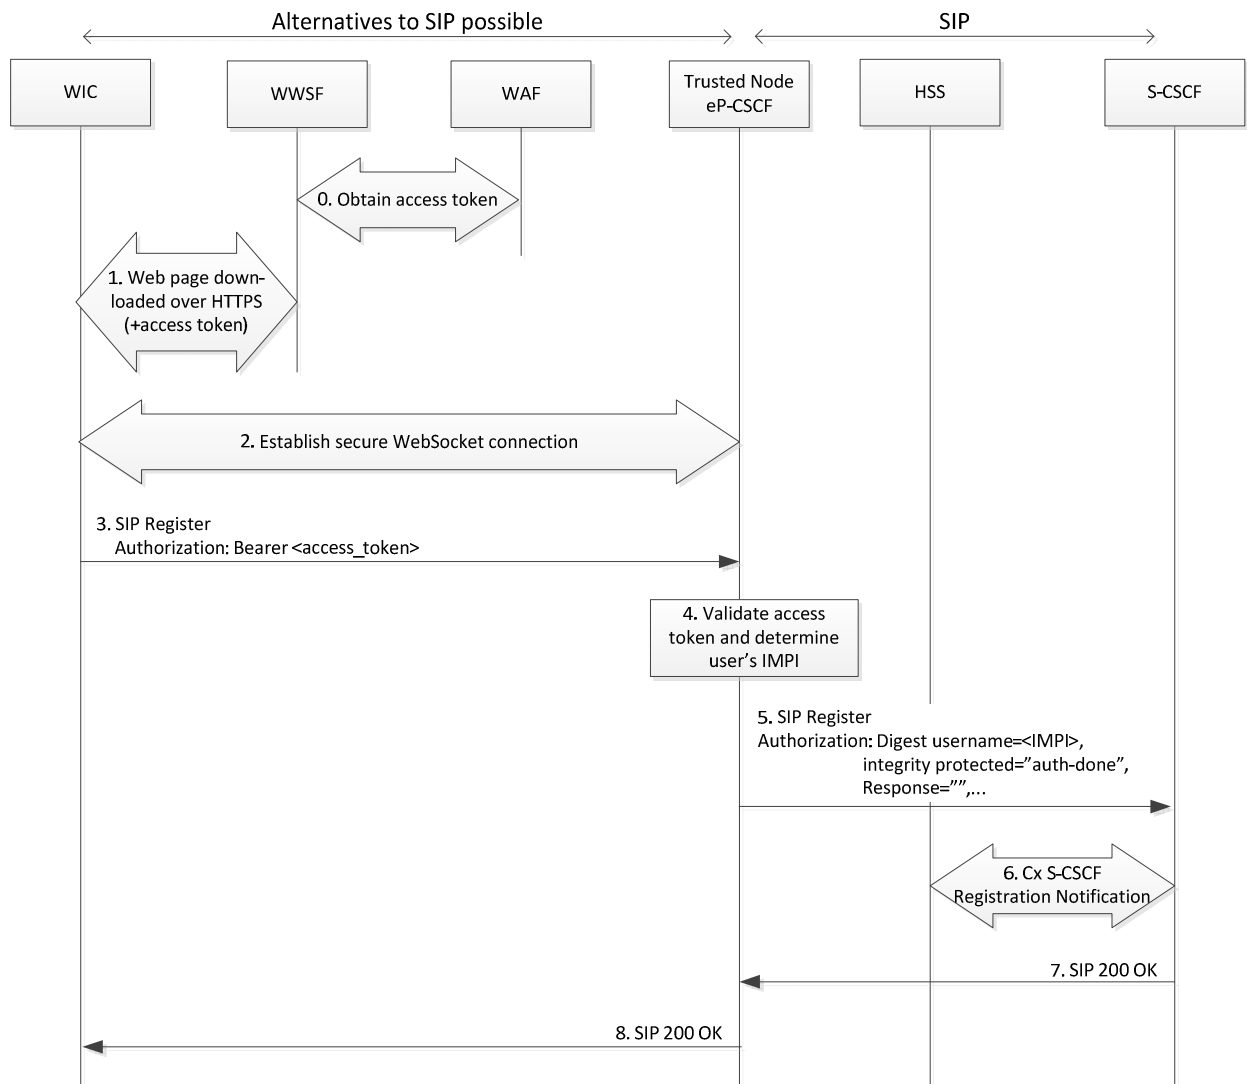 Alternatives to SIP possible
SIP
WIC
WWSF
WAF
Trusted Node
eP-CSCF
HSS
S-CSCF
0. Obtain access token
1. Web page down-
loaded over HTTPS
(+access token)
2. Establish secure WebSocket connection
3. SIP Register
Authorization: Bearer <access_token>
4. Validate access
token and determine
user’s IMPI
5. SIP Register
Authorization: Digest username=<IMPI>,
integrity protected=”auth-done”,
Response=””,...
6. Cx S-CSCF
Registration Notification
7. SIP 200 OK
8. SIP 200 OK